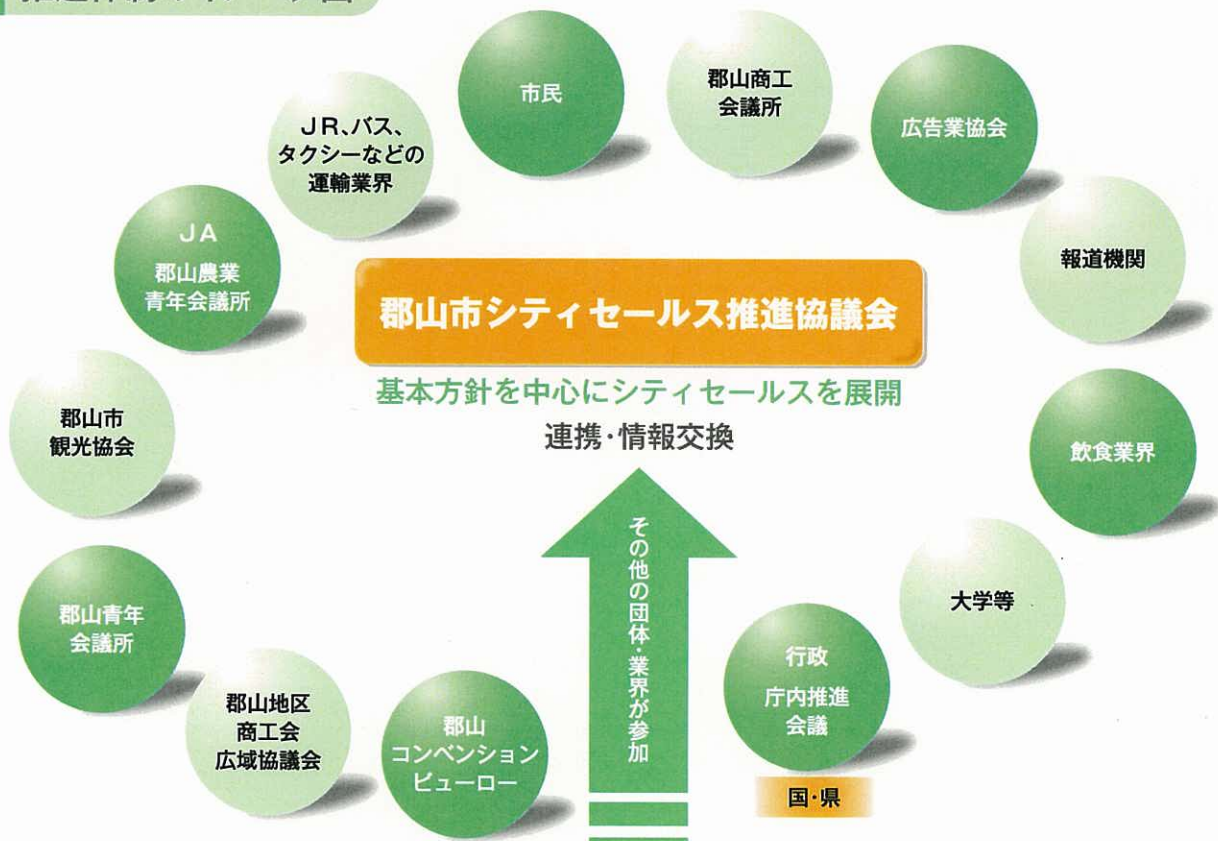 市民
郡山商工
会議所
広告業協会
JR、バス、
タクシーなどの
運輸業界
報道機関
JA
郡山農業
青年会議所
郡山市シティセールス推進協議会
基本方針を中心にシティセールスを展開
連携・情報交換
郡山市
観光協会
飲食業界
その他の団体・業界が参加
大学等
郡山青年
会議所
行政
庁内推進
会議
国・県
郡山地区
商工会
広域協議会
郡山
コンベンション
ビューロー